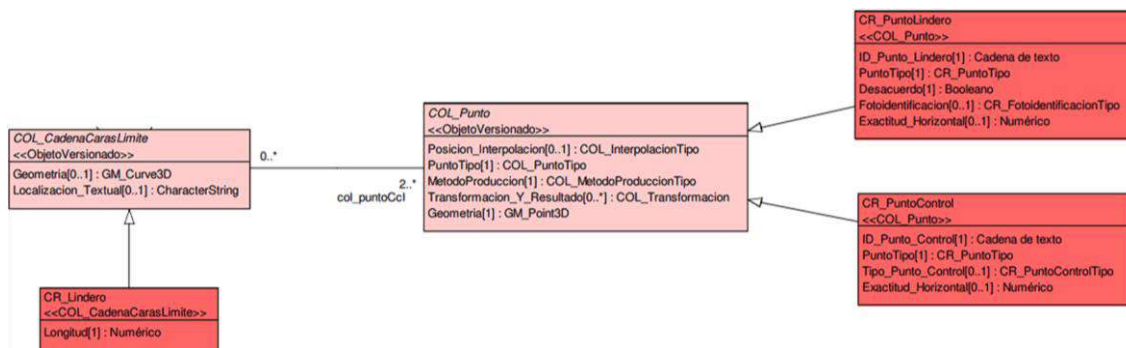 COL_CadenaCarasLimite
<<ObjetoVersionado>>
Geometria[0..1] : GM_Curve3D
Localizacion_Textual[0..1] : CharacterString
CR_Lindero
<<COL_CadenaCarasLimite>>
Longitud[1] : Numérico
0..*
2..*
col_puntoCcl
COL_Punto
<<ObjetoVersionado>>
Posicion_Interpolacion[0..1] : COL_InterpolacionTipo
PuntoTipo[1] : COL_PuntoTipo
MetodoProduccion[1] : COL_MetodoProduccionTipo
Transformacion_Y_Resultado[0..*] : COL_Transformacion
Geometria[1] : GM_Point3D
CR_PuntoLindero
<<COL_Punto>>
ID_Punto_Lindero[1] : Cadena de texto
PuntoTipo[1] : CR_PuntoTipo
Desacuerdo[1] : Booleano
Fotoidentificacion[0..1] : CR_FotoidentificacionTipo
Exactitud_Horizontal[0..1] : Numérico
CR_PuntoControl
<<COL_Punto>>
ID_Punto_Control[1] : Cadena de texto
PuntoTipo[1] : CR_PuntoTipo
Tipo_Punto_Control[0..1] : CR_PuntoControlTipo
Exactitud_Horizontal[0..1] : Numérico